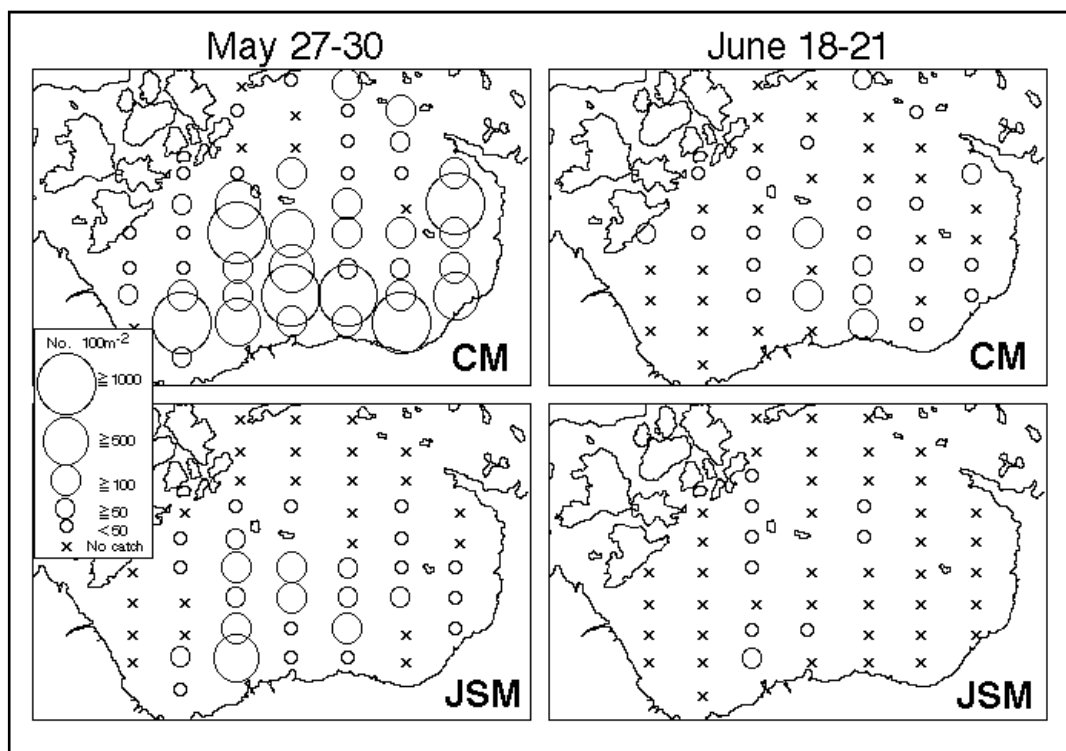 May 27-30
June 18-21
CM
CM
No. 100m-2
≧1000
≧500
≧100
≧50
<50
x No catch
JSM
JSM